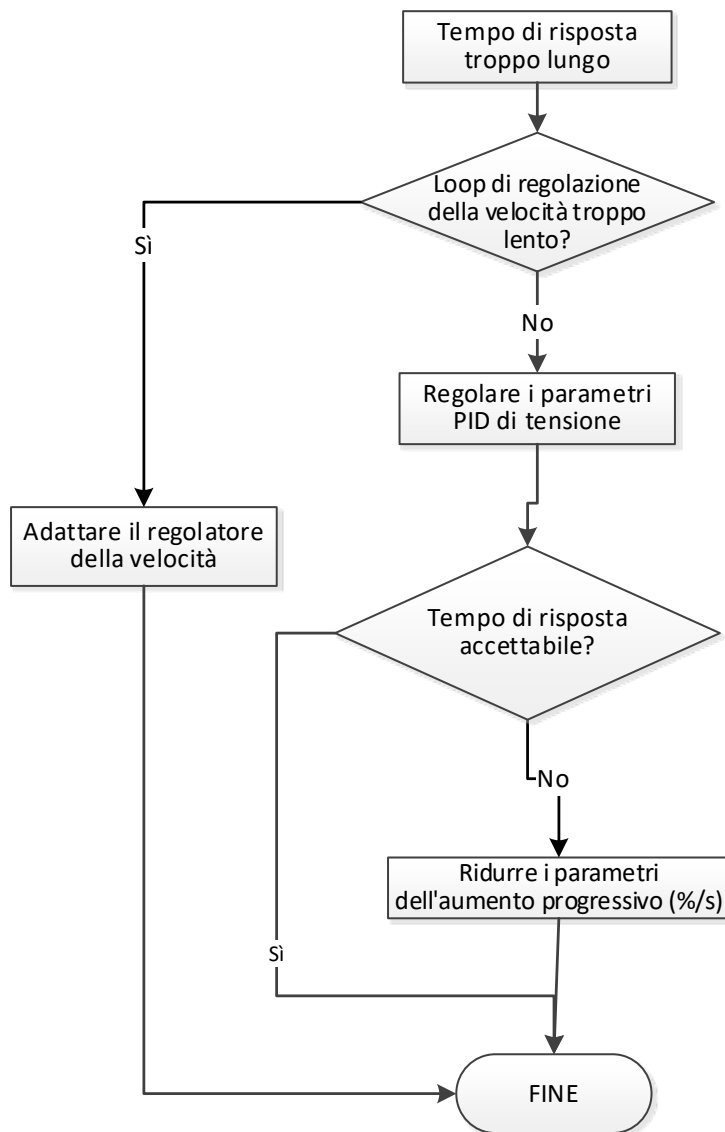 Tempo di risposta
troppo lungo
Loop di regolazione
della velocità troppo
lento?
Sì
No
Regolare i parametri
PID di tensione
Adattare il regolatore
della velocità
Tempo di risposta
accettabile?
No
Ridurre i parametri
dell'aumento progressivo (%/s)
Sì
FINE